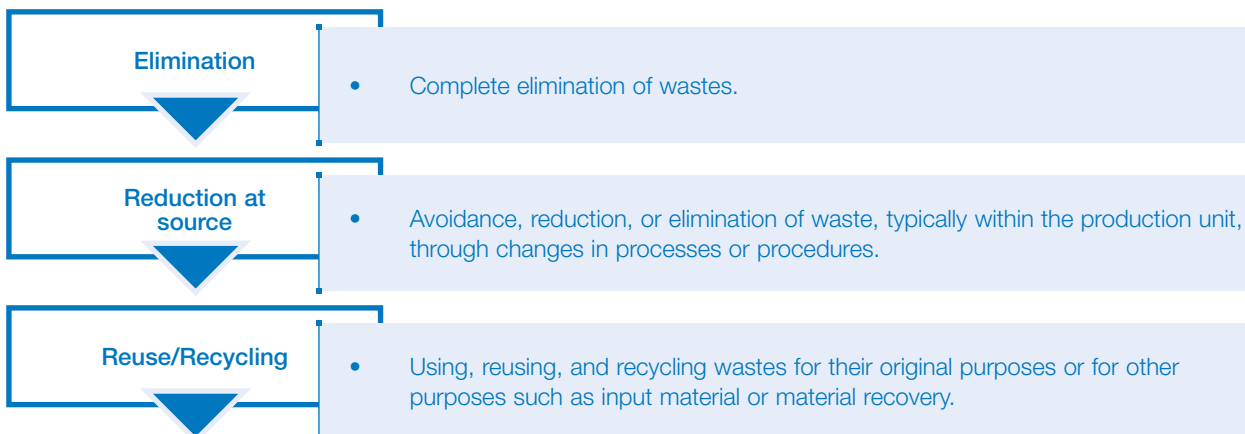 Elimination
• Complete elimination of wastes.
Reduction at
source
• Avoidance, reduction, or elimination of waste, typically within the production unit,
through changes in processes or procedures.
Reuse/Recycling
• Using, reusing, and recycling wastes for their original purposes or for other
purposes such as input material or material recovery.